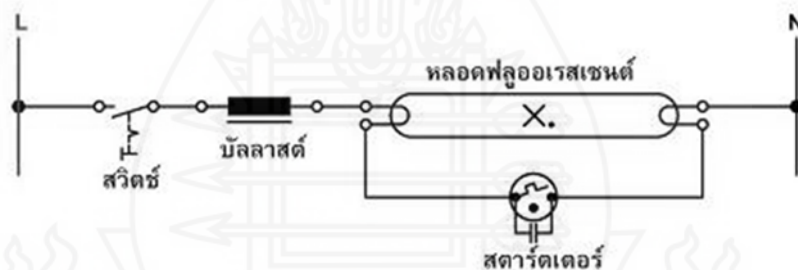 L
N
หลอดฟลูออเรสเซนต์
บัลลาสต์
สวิตช์
สตาร์ตเตอร์